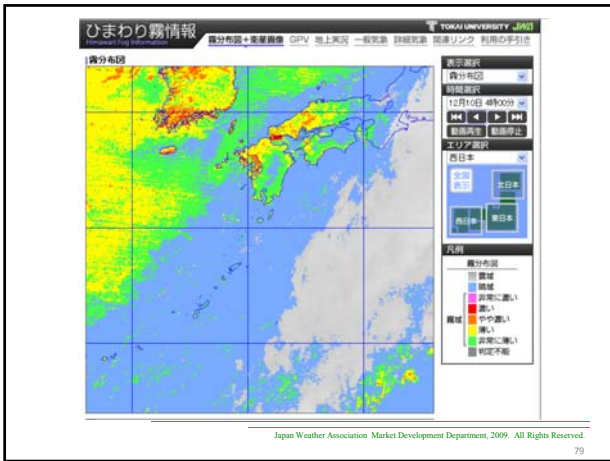 ひまわり霧情報
Himawari Fog Information
TOKAI UNIVERSITY JWA
霧分布図+衛星画像 GPV 地上実況 一般気象 詳細気象 関連リンク 利用の手引き
霧分布図
表示選択
霧分布図
時間選択
12月10日 4時00分
動画再生 動画停止
エリア選択
西日本
全国
表示
北日本
西日本
東日本
凡例
霧分布図
雲域
晴域
霧域
非常に濃い
濃い
やや濃い
薄い
非常に薄い
判定不能
Japan Weather Association Market Development Department, 2009. All Rights Reserved.
79